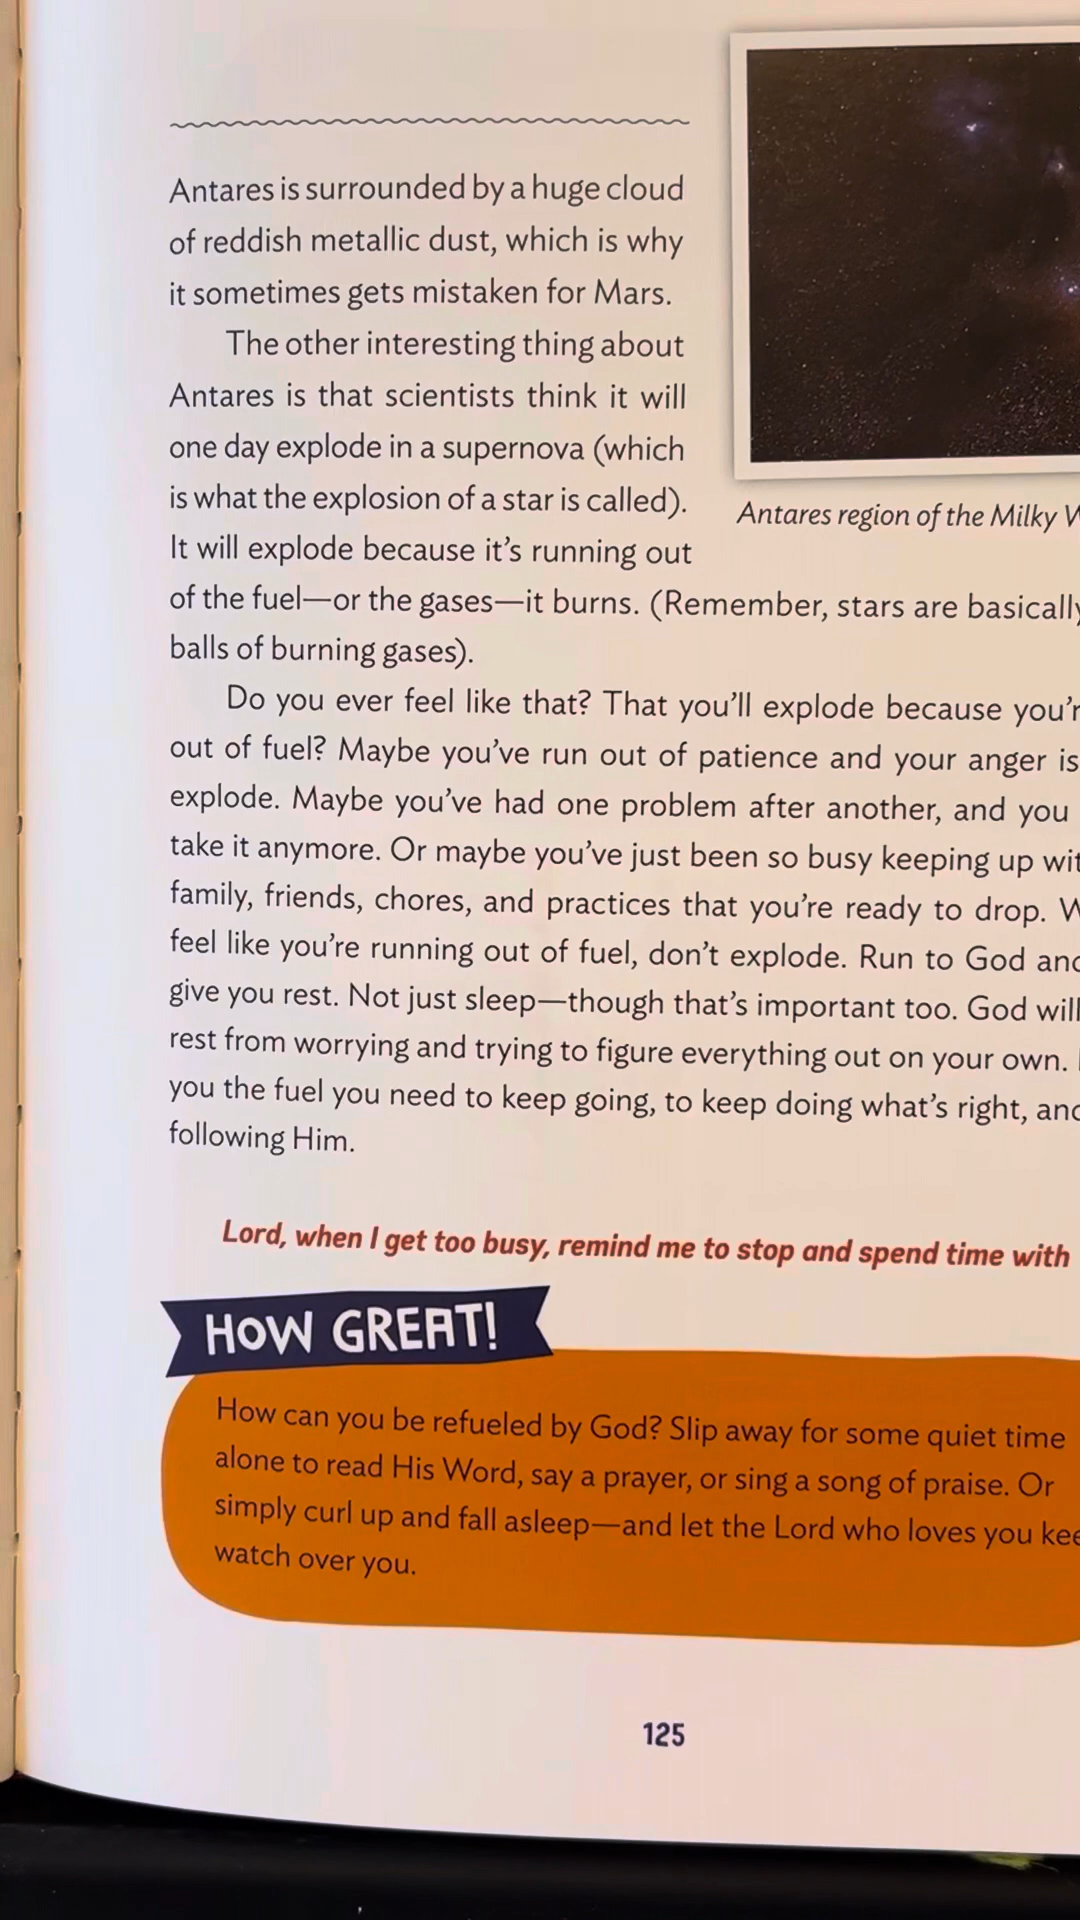 Antares is surrounded by a huge cloud
of reddish metallic dust, which is why
it sometimes gets mistaken for Mars.
The other interesting thing about
Antares is that scientists think it will
one day explode in a supernova (which
is what the explosion of a star is called).
It will explode because it's running out
of the fuel—or the gases—it burns. (Remember, stars are basically
balls of burning gases).
Antares region of the Milky
Do you ever feel like that? That you'll explode because
out of fuel? Maybe you've run out of patience and your anger is
explode. Maybe you've had one problem after another, and you
take it anymore. Or maybe you've just been so busy keeping up
family, friends, chores, and practices that you're ready to drop.
feel like you're running out of fuel, don't explode. Run to God
give you rest. Not just sleep—though that's important too. God will
rest from worrying and trying to figure everything out on your own.
you the fuel you need to keep going, to keep doing what's right,
following Him.
Lord, when I get too busy, remind me to stop and spend time with
HOW GREAT!
How can you be refueled by God? Slip away for some quiet time
alone to read His Word, say a prayer, or sing a song of praise. Or
simply curl up and fall asleep—and let the Lord who loves you
watch over you.
125